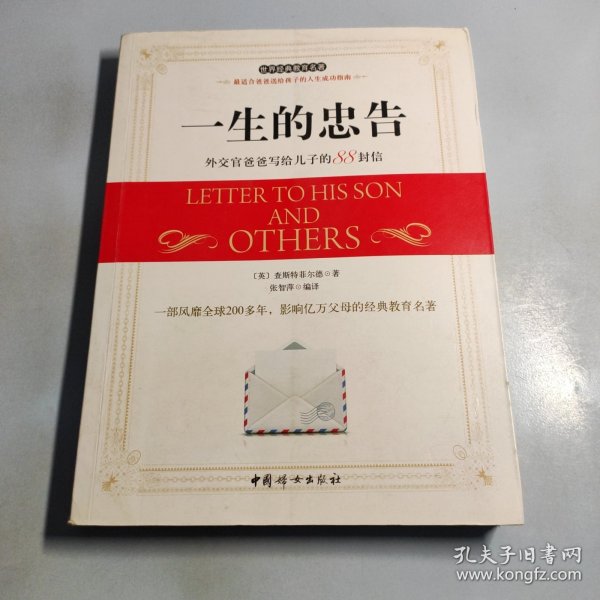 世界经典教育名著
最适合爸爸送给孩子的人生成功指南
一生的忠告
外交官爸爸写给儿子的88封信
LETTER TO HIS SON
AND
OTHERS
〔英〕查斯特菲尔德⊙著
张智萍⊙编译
一部风靡全球200多年，影响亿万父母的经典教育名著
中国妇女出版社
孔夫子旧书网
www.kongfz.com